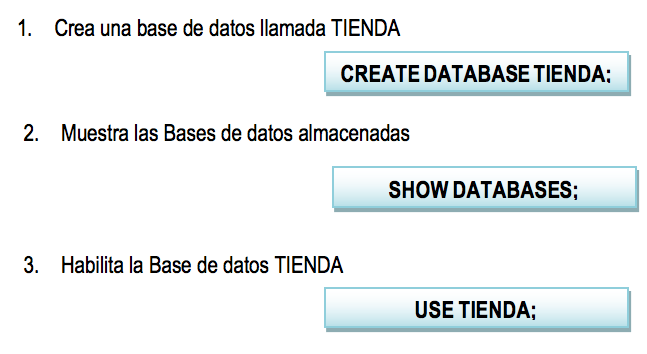 1. Crea una base de datos llamada TIENDA
CREATE DATABASE TIENDA;
2. Muestra las Bases de datos almacenadas
SHOW DATABASES;
3. Habilita la Base de datos TIENDA
USE TIENDA;